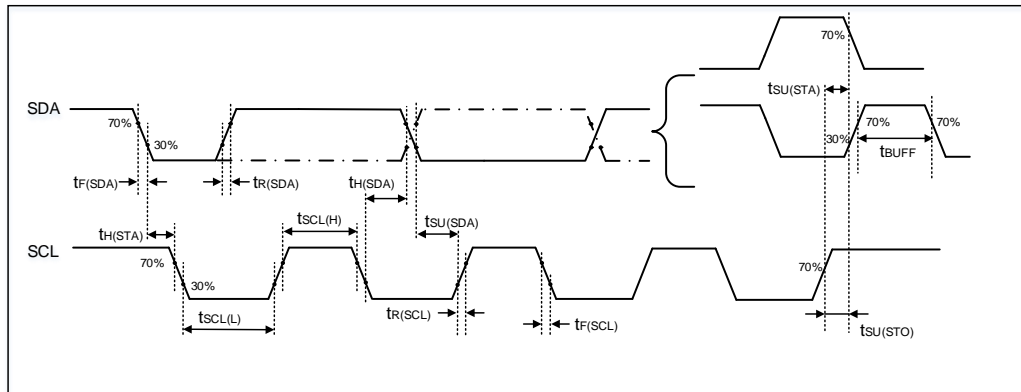 70%
tSU(STA)
SDA
70%
30%
30%
70%
70%
tBUFF
tF(SDA)
tR(SDA)
tH(SDA)
tH(STA)
tSCL(H)
tSU(SDA)
SCL
70%
30%
70%
tSCL(L)
tR(SCL)
tF(SCL)
tSU(STO)